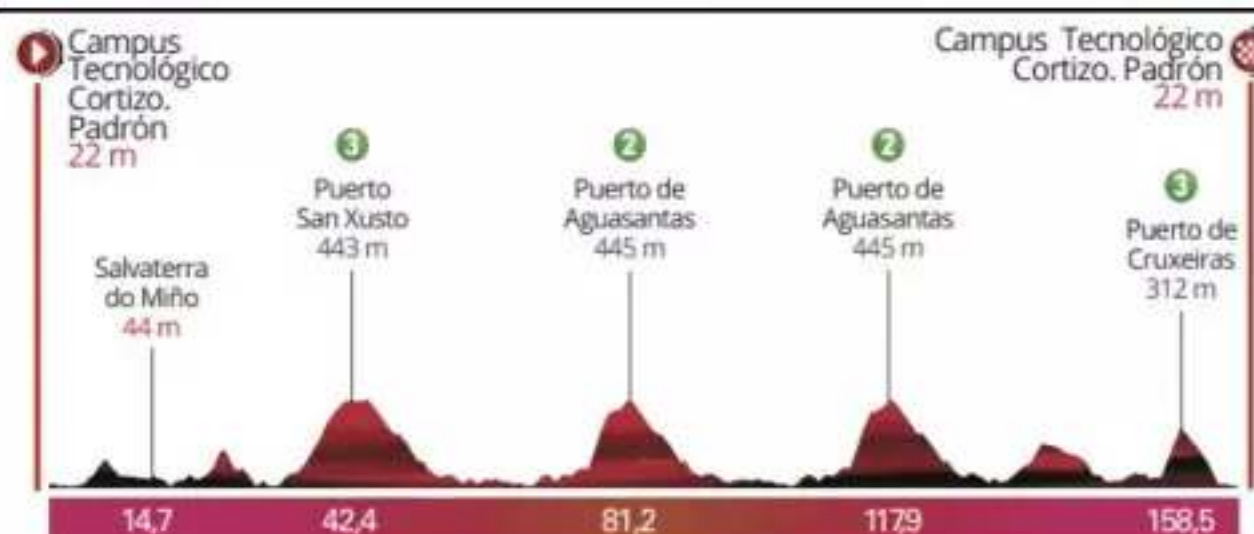 Campus
Tecnológico
Cortizo.
Padrón
22 m
Campus Tecnológico
Cortizo. Padrón
22 m
Salvaterra
do Miño
44 m
3
Puerto
San Xusto
443 m
2
Puerto de
Aguasantas
445 m
2
Puerto de
Aguasantas
445 m
3
Puerto de
Cruxeiras
312 m
14,7 42,4 81,2 117,9 158,5